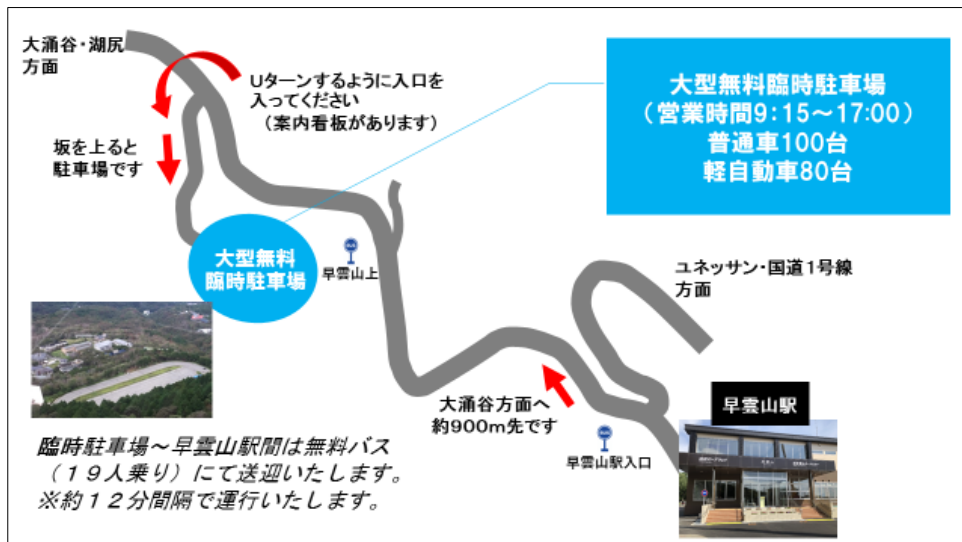 大涌谷・湖尻
方面
Uターンするように入口を
入ってください
（案内看板があります）
坂を上ると
駐車場です
大型無料臨時駐車場
（営業時間9：15～17:00）
普通車100台
軽自動車80台
大型無料
臨時駐車場
早雲山上
ユネッサン・国道1号線
方面
大涌谷方面へ
約900m先です
早雲山駅
早雲山駅入口
臨時駐車場～早雲山駅間は無料バス
（１９人乗り）にて送迎いたします。
※約１２分間隔で運行いたします。